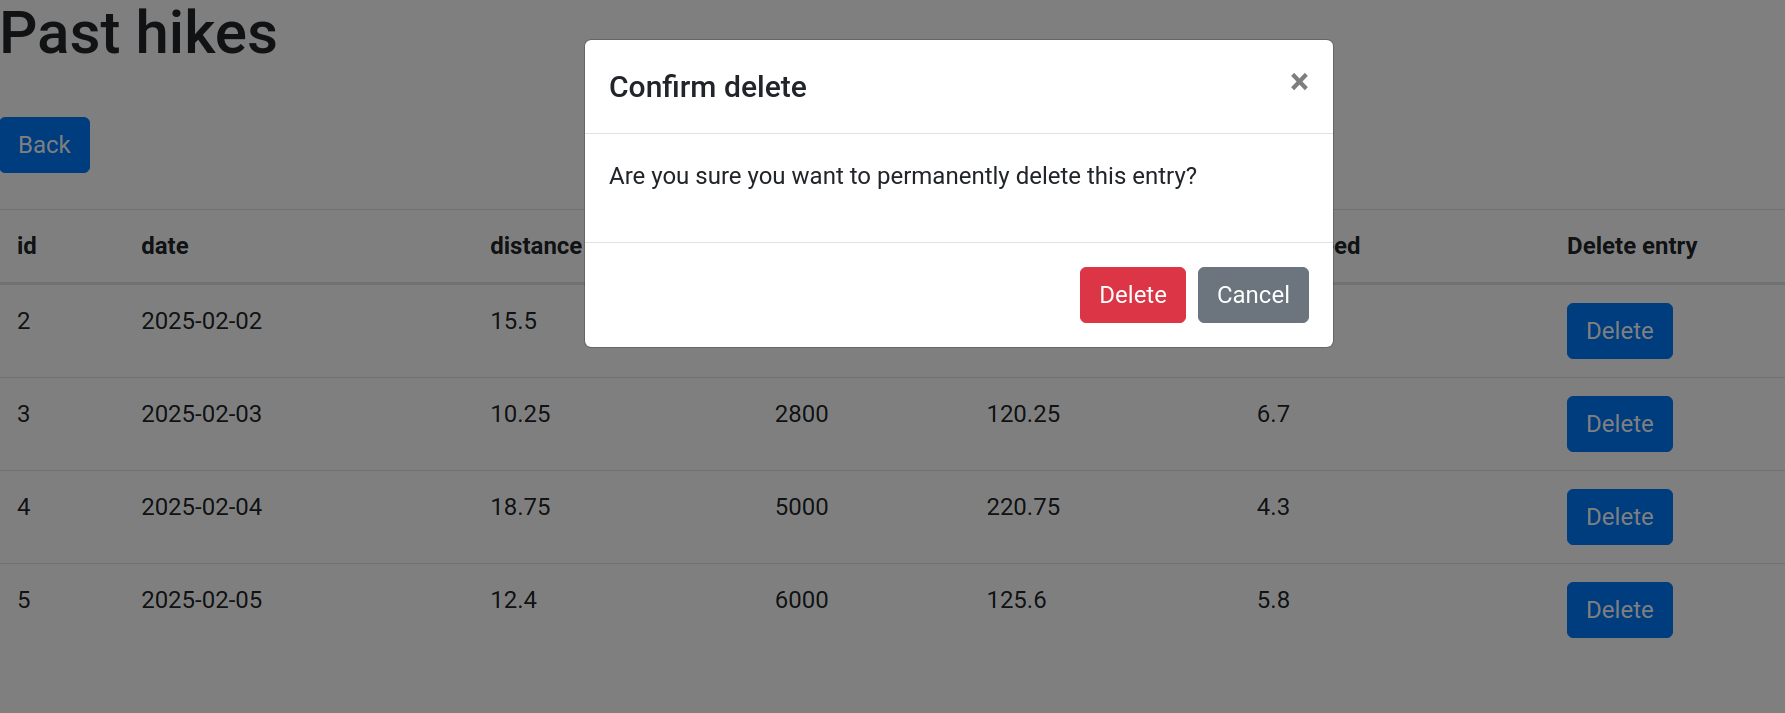 Past hikes
Confirm delete ×
Back
Are you sure you want to permanently delete this entry?
id date distance ed Delete entry
Delete Cancel
2 2025-02-02 15.5 Delete
3 2025-02-03 10.25 2800 120.25 6.7 Delete
4 2025-02-04 18.75 5000 220.75 4.3 Delete
5 2025-02-05 12.4 6000 125.6 5.8 Delete